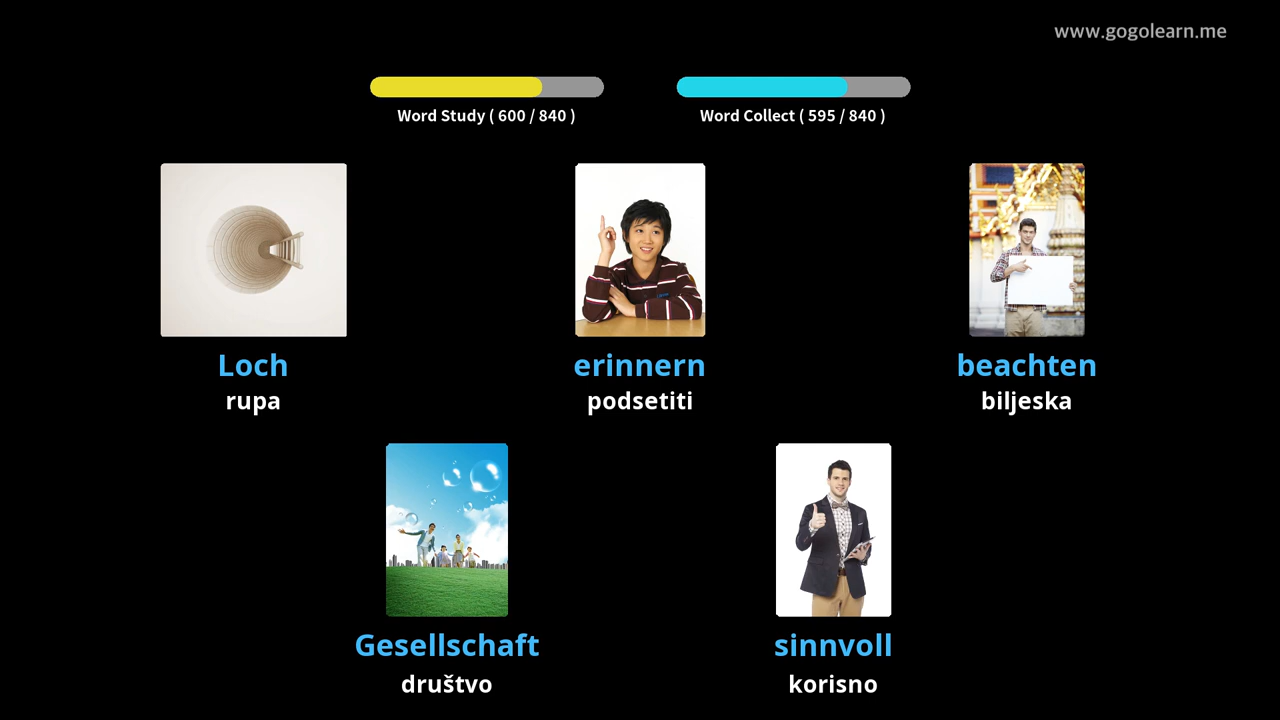 www.gogolearn.me
Word Study ( 600 / 840 )
Word Collect ( 595 / 840 )
Loch
erinnern
beachten
rupa
podsetiti
biljeska
Gesellschaft
sinnvoll
društvo
korisno